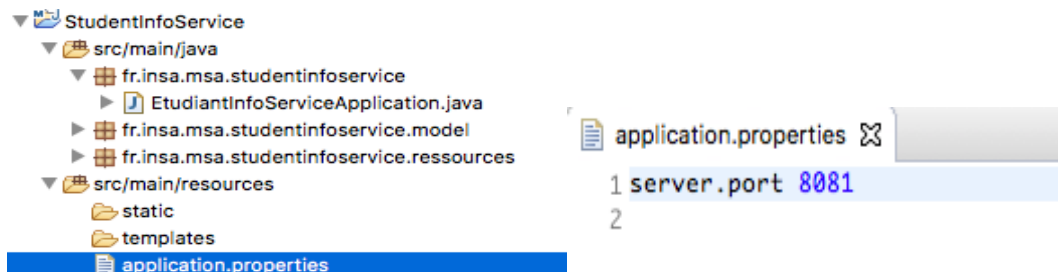 StudentInfoService
src/main/java
fr.insa.msa.studentinfoservice
EtudiantInfoServiceApplication.java
fr.insa.msa.studentinfoservice.model
fr.insa.msa.studentinfoservice.ressources
src/main/resources
static
templates
application.properties
application.properties
1 server.port 8081
2